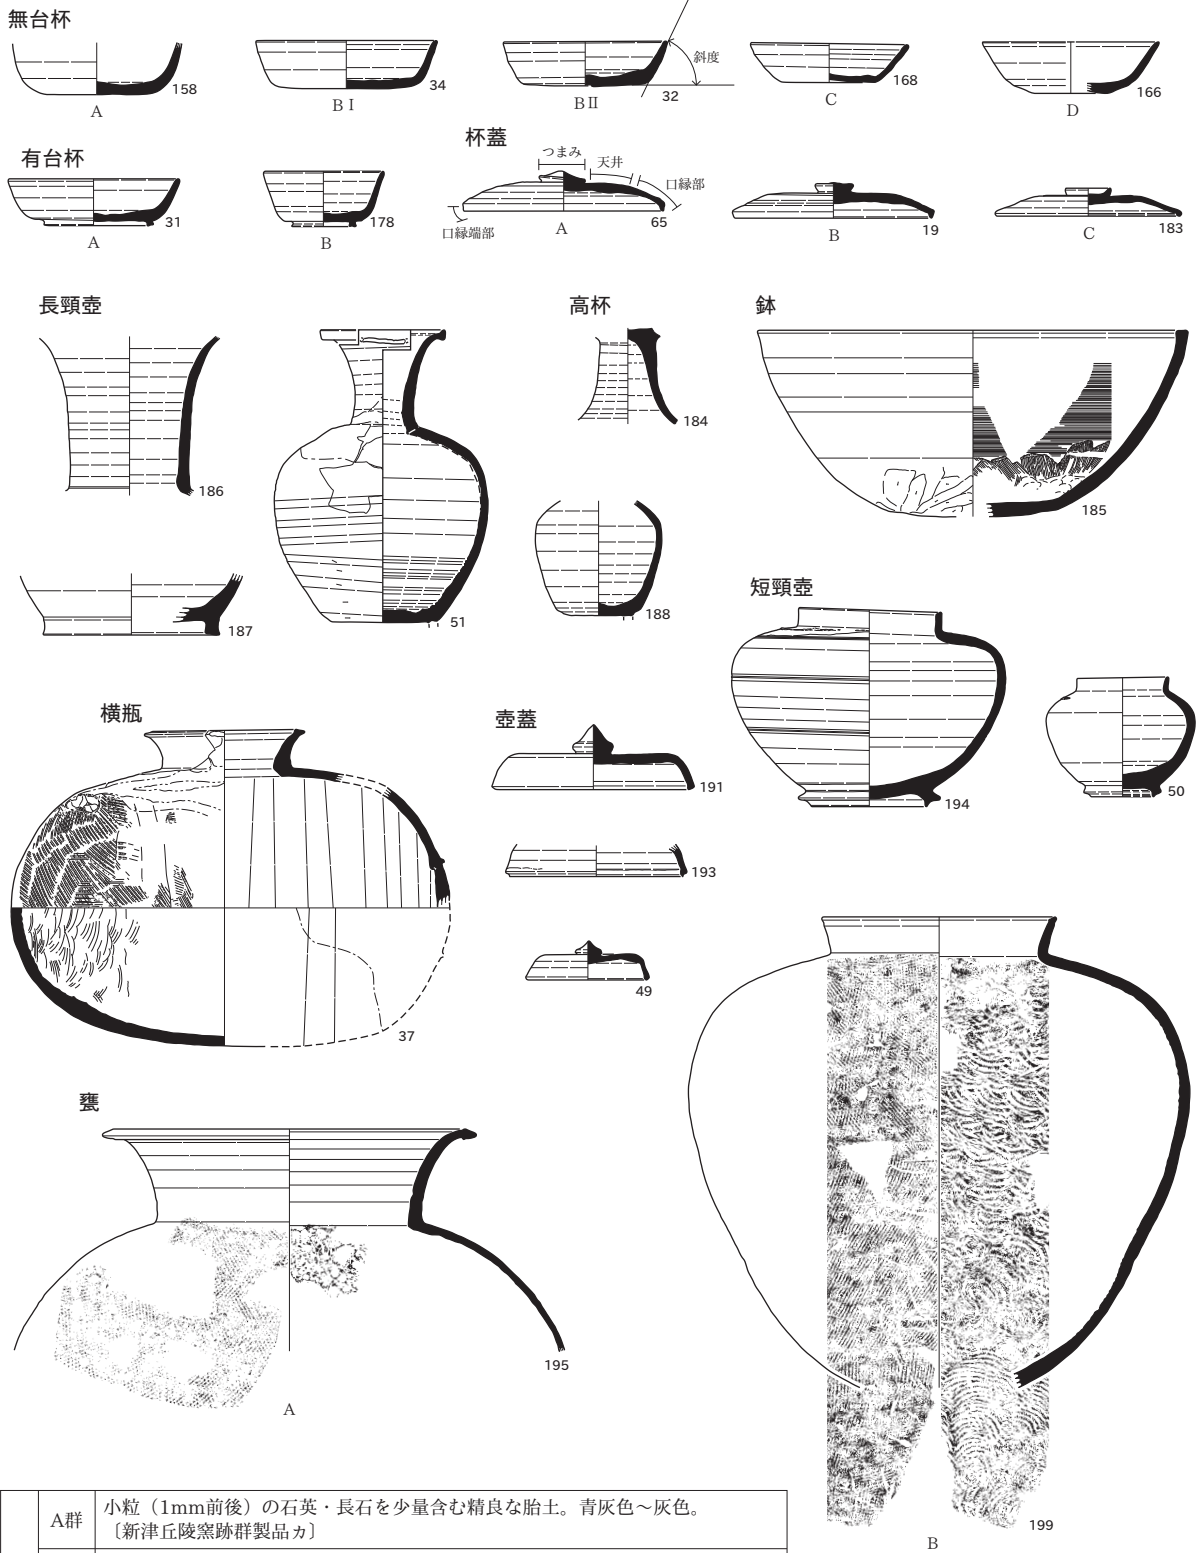 無台杯
158
A
34
BⅠ
斜度
32
BⅡ
168
C
166
D
有台杯
31
A
178
B
杯蓋
つまみ
天井
口縁部
口縁端部
65
A
19
B
183
C
長頸壺
186
187
51
高杯
184
188
鉢
185
短頸壺
194
50
横瓶
37
壺蓋
191
193
49
甕
195
A
199
B
A群
小粒（1mm前後）の石英・長石を少量含む精良な胎土。青灰色～灰色。
〔新津丘陵窯跡群製品ヵ〕